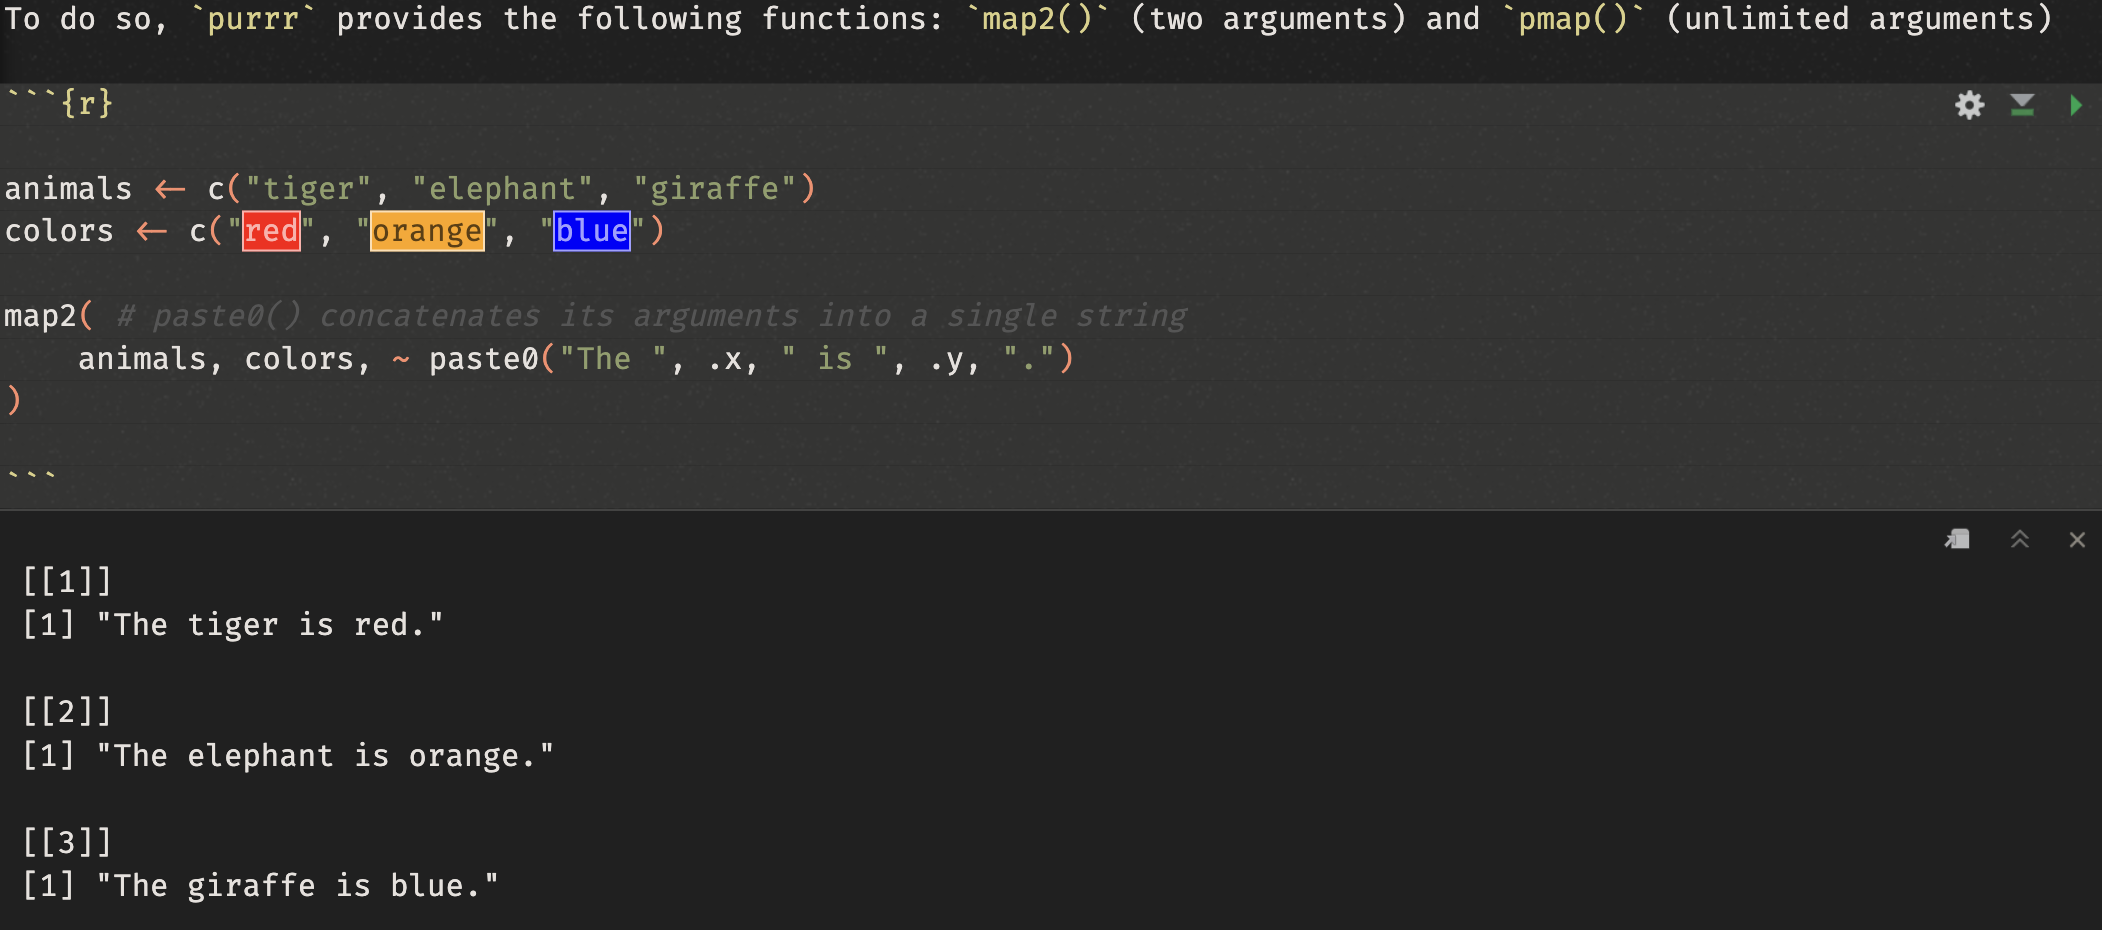 To do so, `purrr` provides the following functions: `map2()` (two arguments) and `pmap()` (unlimited arguments)
```{r}
animals <- c("tiger", "elephant", "giraffe")
colors <- c("red", "orange", "blue")
map2( # paste0() concatenates its arguments into a single string
    animals, colors, ~ paste0("The ", .x, " is ", .y, ".")
)
```
[[1]]
[1] "The tiger is red."
[[2]]
[1] "The elephant is orange."
[[3]]
[1] "The giraffe is blue."